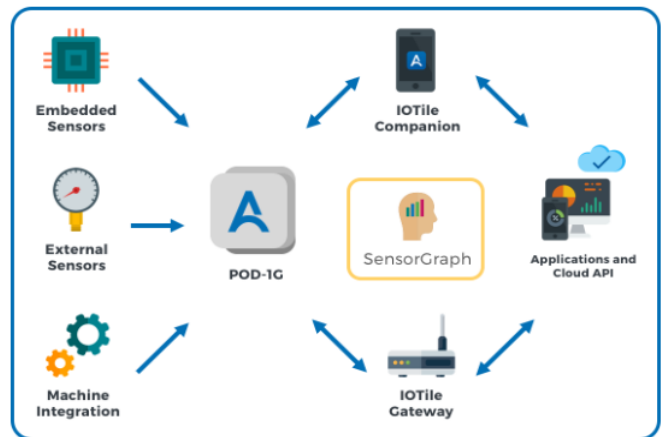 Embedded
Sensors
IOTile
Companion
External
Sensors
POD-1G
SensorGraph
Applications and
Cloud API
Machine
Integration
IOTile
Gateway